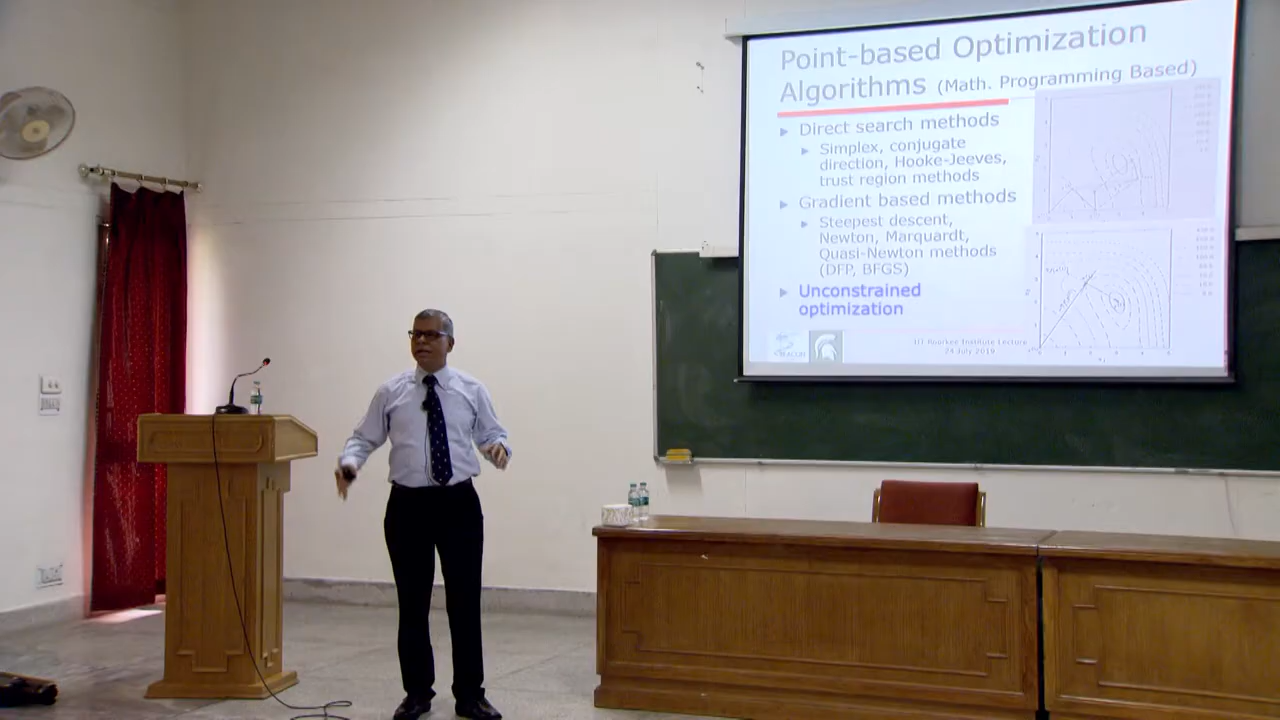 Point-based Optimization
Algorithms (Math. Programming Based)
Direct search methods
Simplex, conjugate
direction, Hooke-Jeeves,
trust region methods
Gradient based methods
Steepest descent,
Newton, Marquardt,
Quasi-Newton methods
(DFP, BFGS)
Unconstrained
optimization
BEACON
IIT Roorkee Institute Lecture
24 July 2019